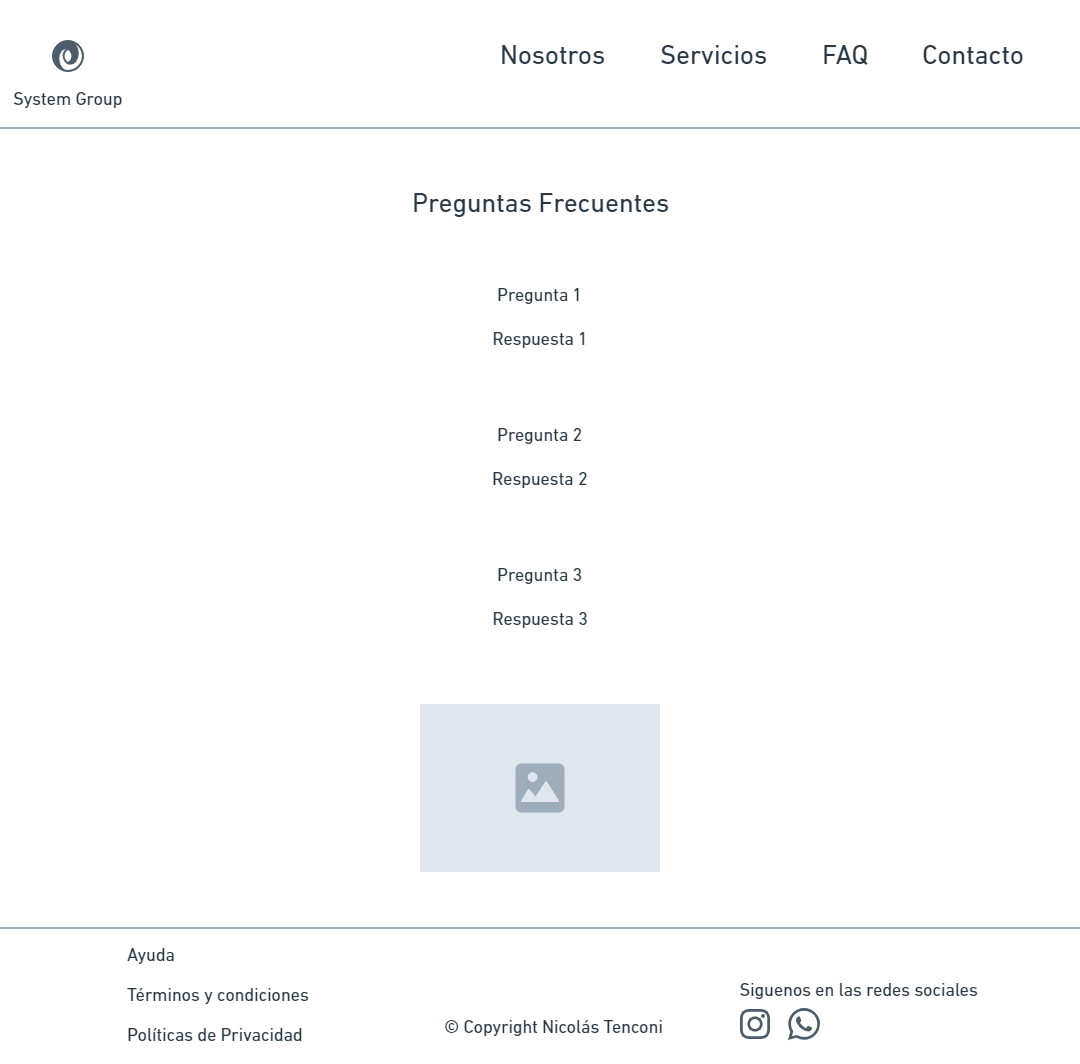 System Group
Nosotros
Servicios
FAQ
Contacto
Preguntas Frecuentes
Pregunta 1
Respuesta 1
Pregunta 2
Respuesta 2
Pregunta 3
Respuesta 3
Ayuda
Términos y condiciones
Políticas de Privacidad
© Copyright Nicolás Tenconi
Siguenos en las redes sociales